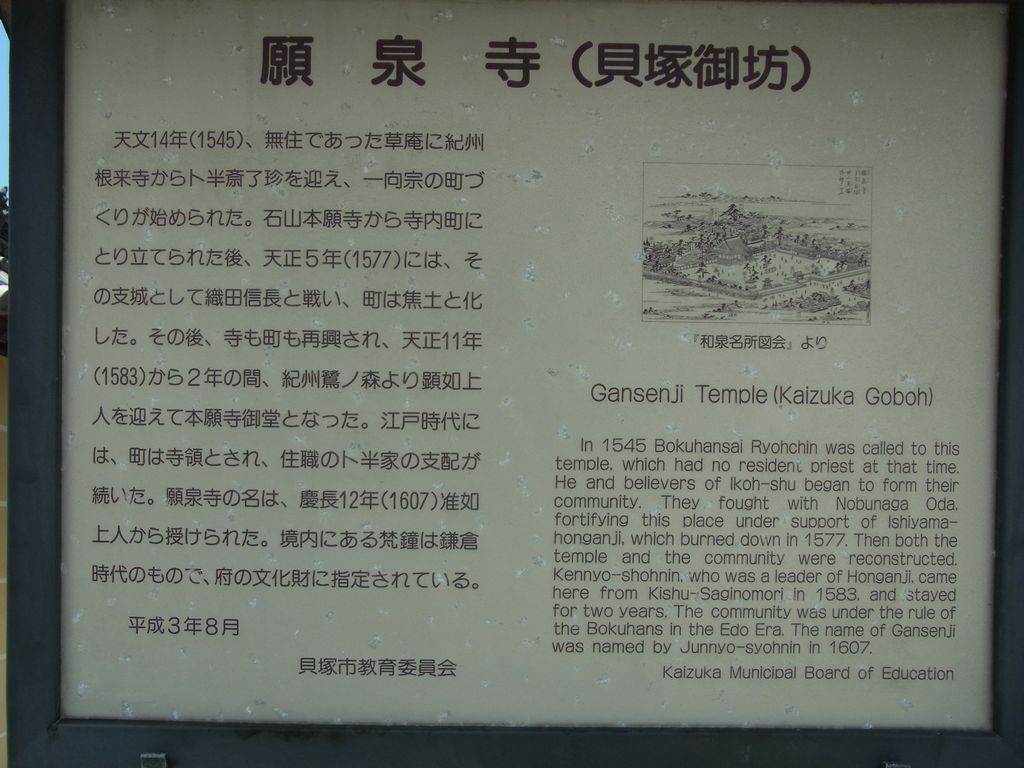 願泉寺（貝塚御坊）
天文14年(1545)、無住であった草庵に紀州
根来寺から卜半斎了珍を迎え、一向宗の町づ
くりが始められた。石山本願寺から寺内町に
とり立てられた後、天正５年(1577)には、そ
の支城として織田信長と戦い、町は焦土と化
した。その後、寺も町も再興され、天正11年
(1583)から２年の間、紀州鷺ノ森より顕如上
人を迎えて本願寺御堂となった。江戸時代に
は、町は寺領とされ、住職の卜半家の支配が
続いた。願泉寺の名は、慶長12年(1607)准如
上人から授けられた。境内にある梵鐘は鎌倉
時代のもので、府の文化財に指定されている。
平成３年８月
貝塚市教育委員会
『和泉名所図会』より
Gansenji Temple (Kaizuka Goboh)
In 1545 Bokuhansai Ryohchin was called to this
temple, which had no resident priest at that time.
He and believers of Ikoh-shu began to form their
community. They fought with Nobunaga Oda,
fortifying this place under support of Ishiyama-
honganji, which burned down in 1577. Then both the
temple and the community were reconstructed.
Kennyo-shohnin, who was a leader of Honganji, came
here from Kishu-Saginomori in 1583, and stayed
for two years. The community was under the rule of
the Bokuhans in the Edo Era. The name of Gansenji
was named by Junnyo-syohnin in 1607.
Kaizuka Municipal Board of Education